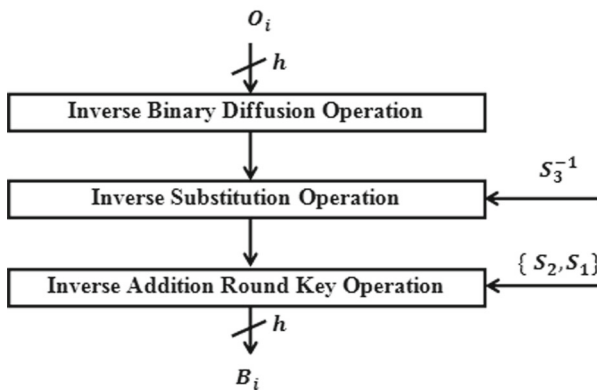 O_i
h
Inverse Binary Diffusion Operation
S_3^{-1}
Inverse Substitution Operation
{ S_2, S_1}
Inverse Addition Round Key Operation
h
B_i